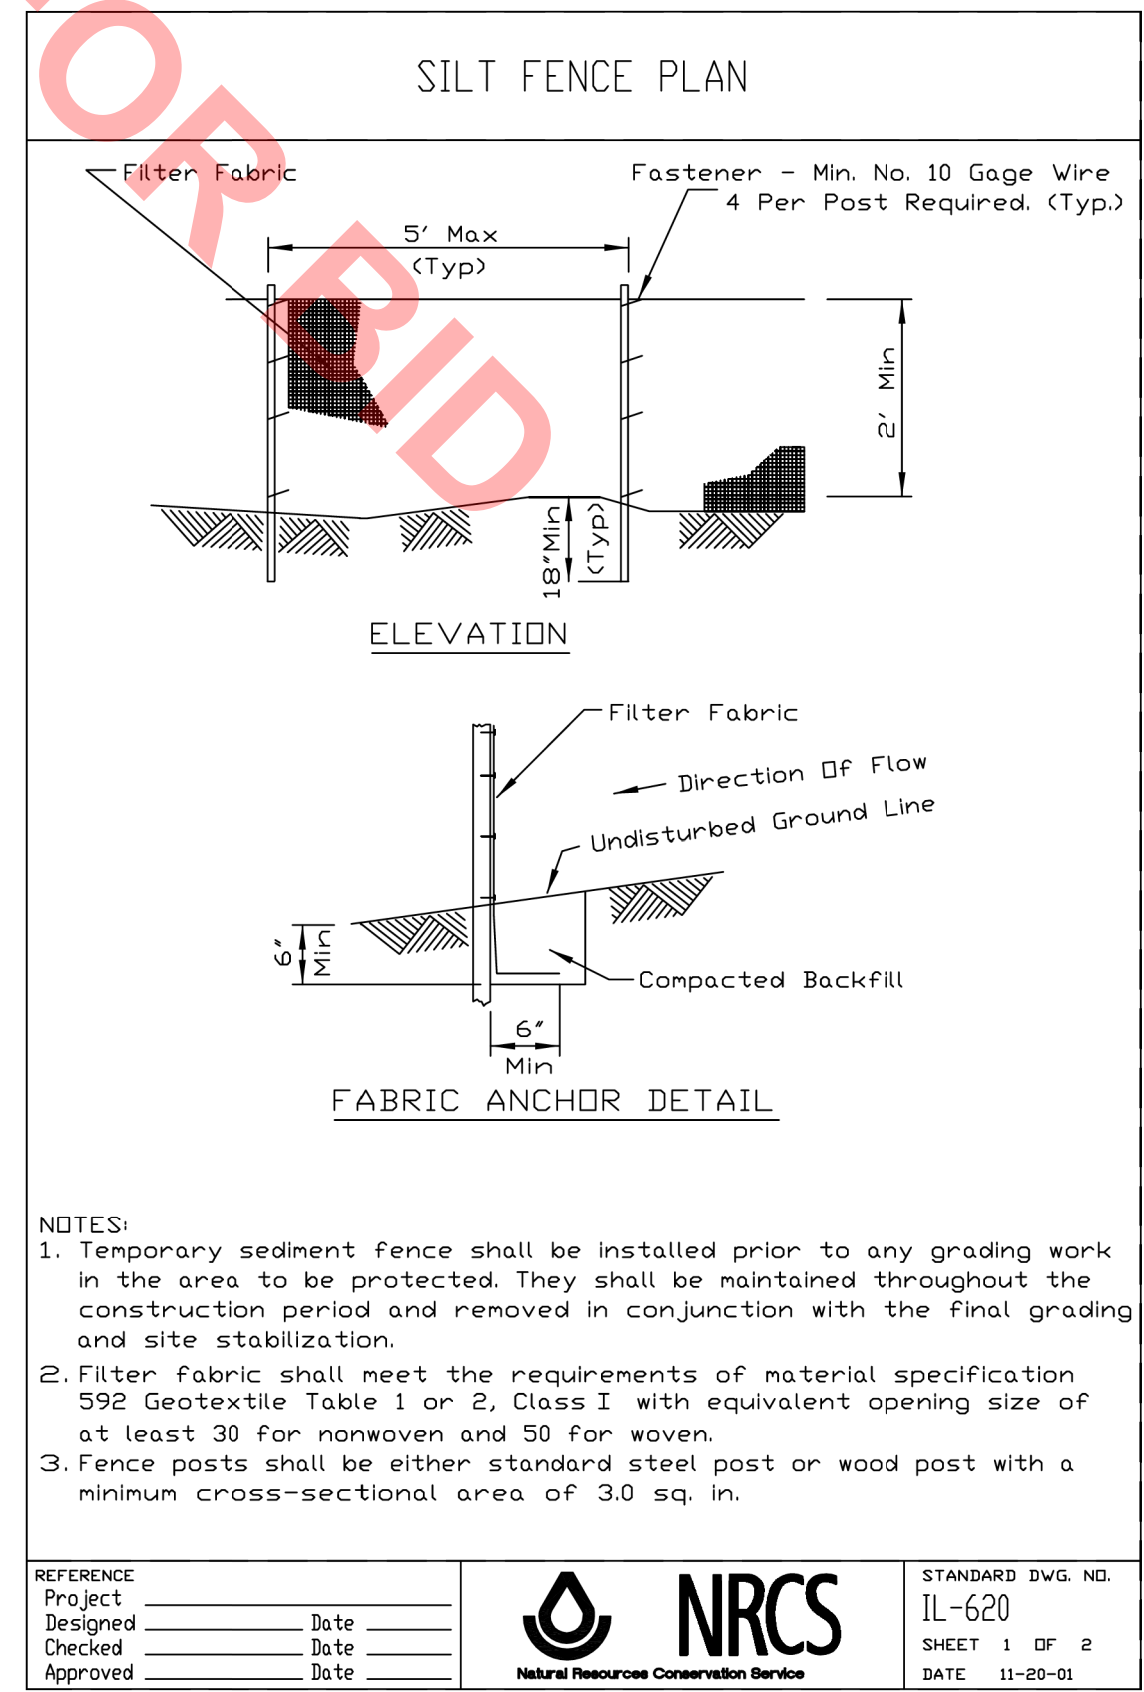 SILT FENCE PLAN
Filter Fabric
Fastener - Min. No. 10 Gage Wire
4 Per Post Required. (Typ.)
5' Max
(Typ)
2' Min
18"Min
(Typ)
ELEVATION
Filter Fabric
Direction Of Flow
Undisturbed Ground Line
6"
Min
Compacted Backfill
6"
Min
FABRIC ANCHOR DETAIL
NOTES:
1. Temporary sediment fence shall be installed prior to any grading work
in the area to be protected. They shall be maintained throughout the
construction period and removed in conjunction with the final grading
and site stabilization.
2. Filter fabric shall meet the requirements of material specification
592 Geotextile Table 1 or 2, Class I with equivalent opening size of
at least 30 for nonwoven and 50 for woven.
3. Fence posts shall be either standard steel post or wood post with a
minimum cross-sectional area of 3.0 sq. in.
REFERENCE
Project
Designed Date
Checked Date
Approved Date
NRCS
Natural Resources Conservation Service
STANDARD DWG. NO.
IL-620
SHEET 1 OF 2
DATE 11-20-01
OR BID